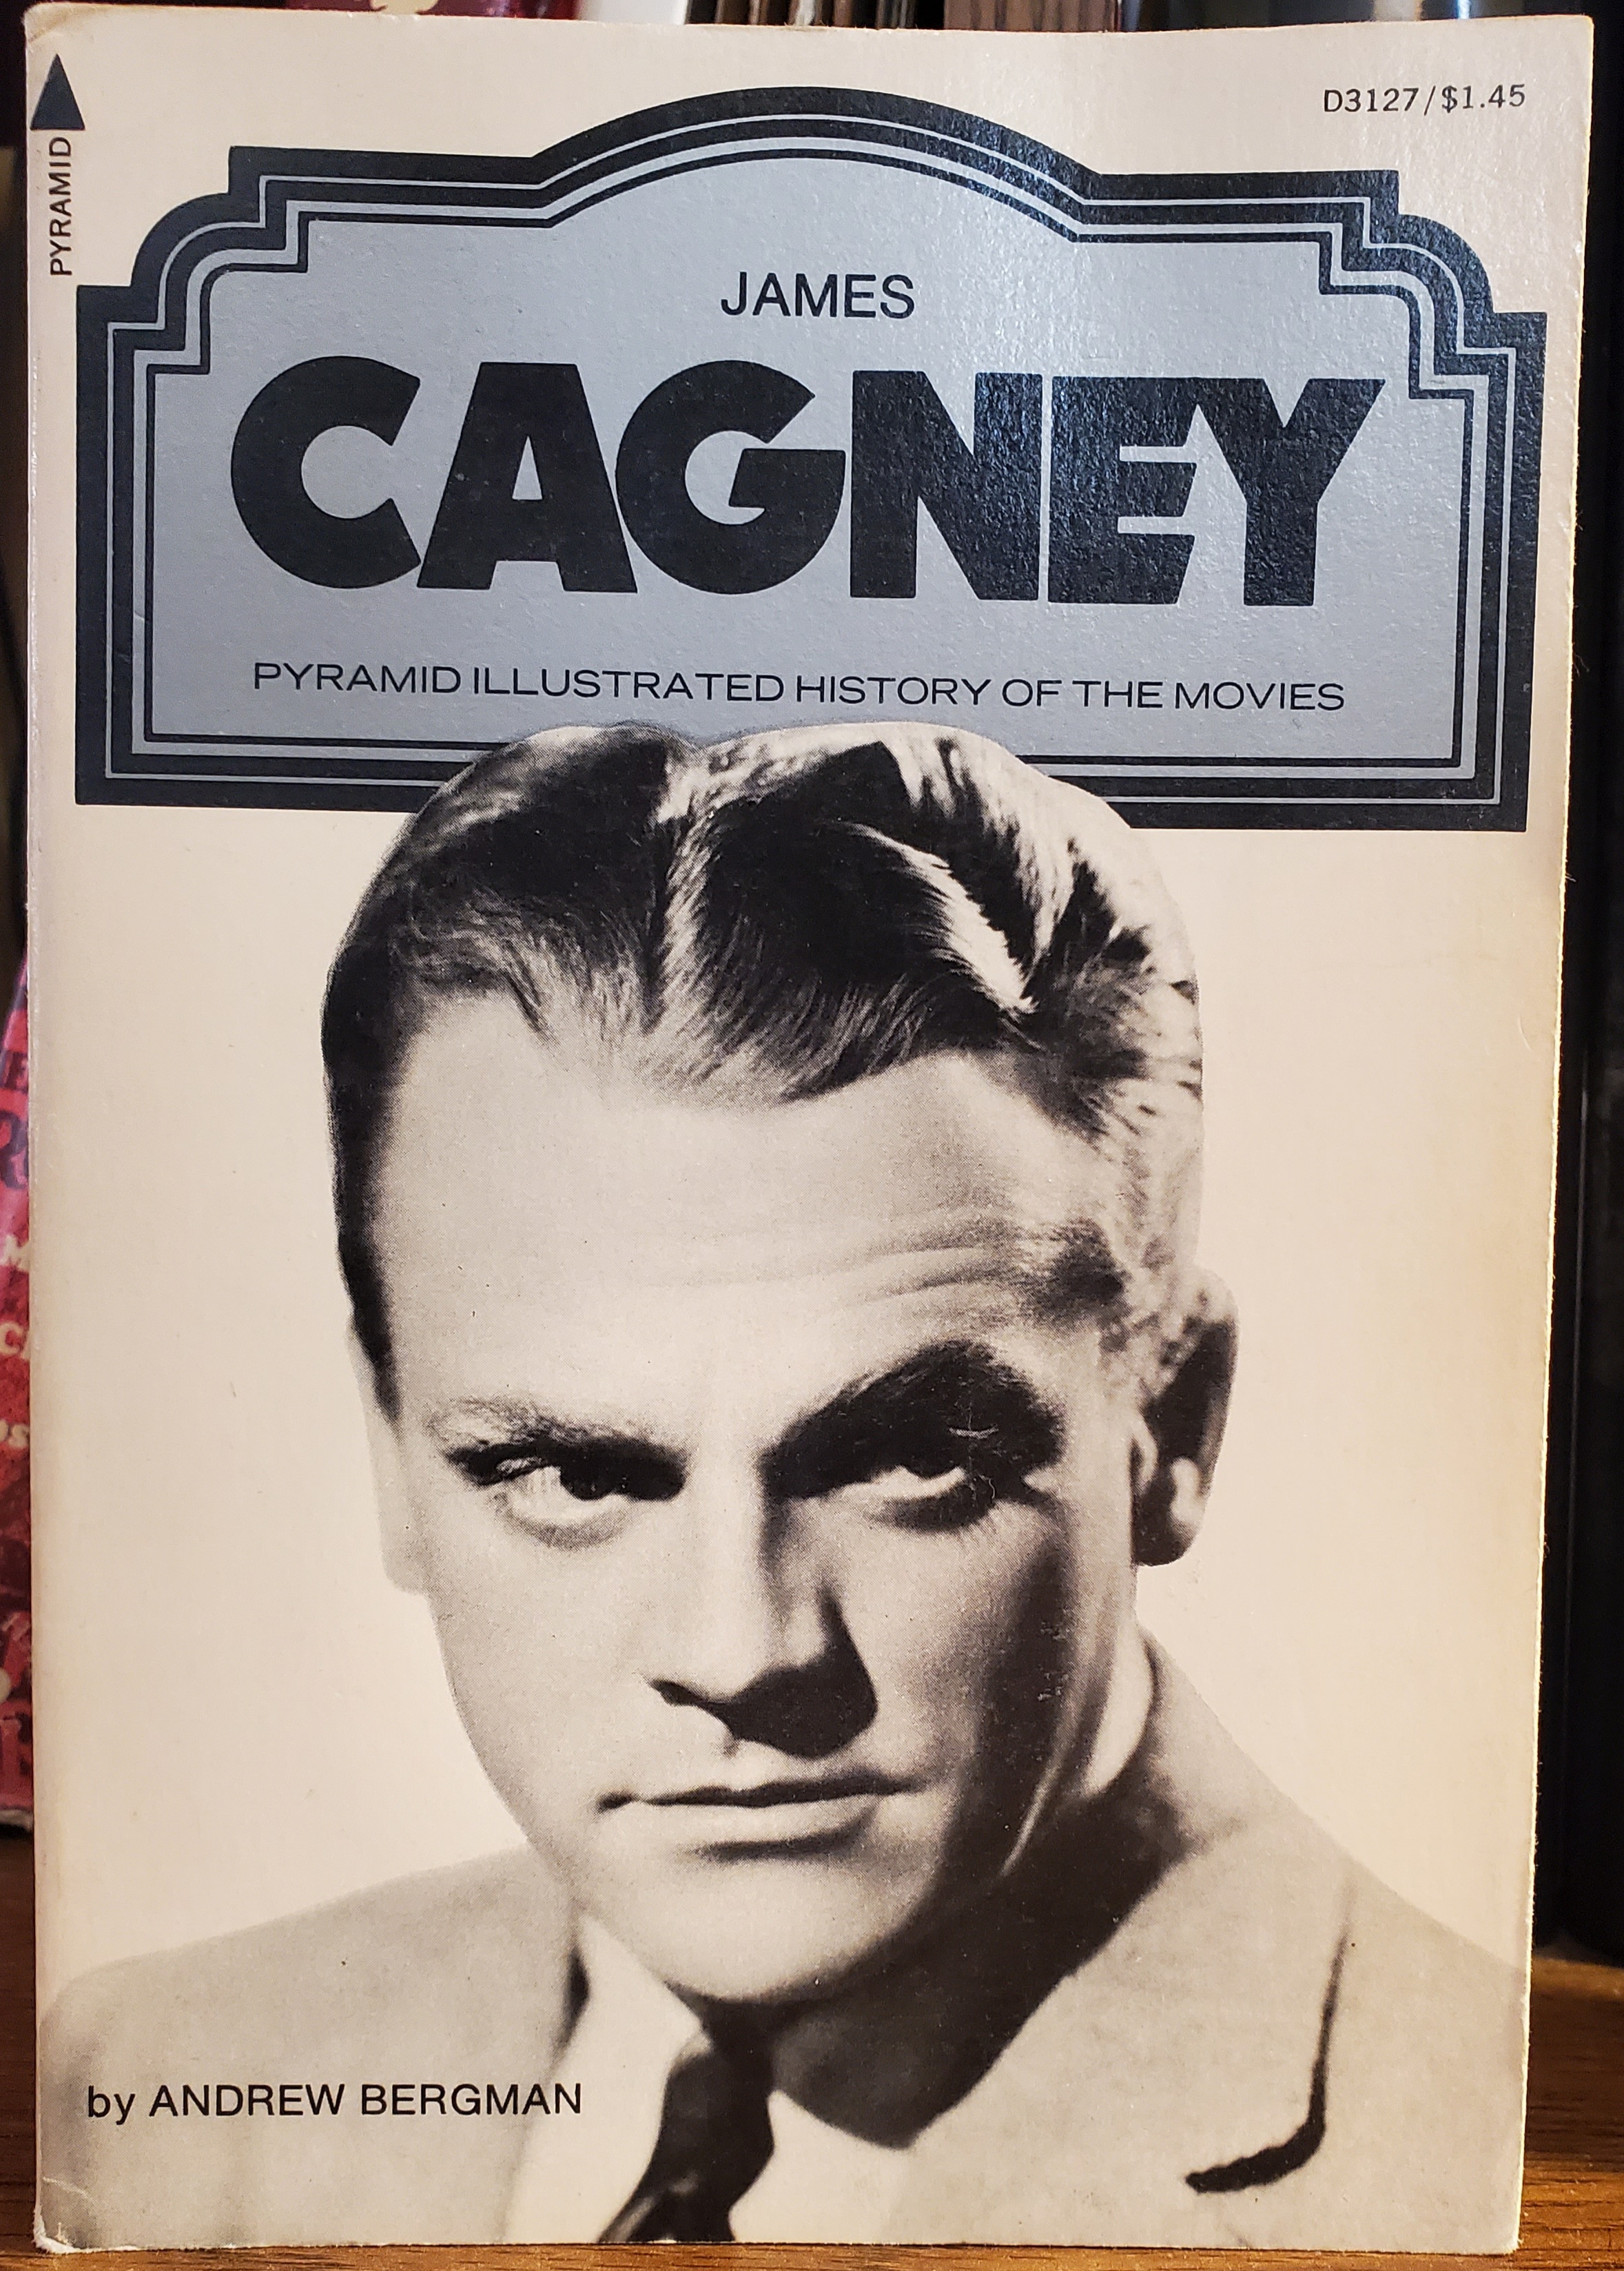 PYRAMID
D3127/$1.45
JAMES
CAGNEY
PYRAMID ILLUSTRATED HISTORY OF THE MOVIES
by ANDREW BERGMAN